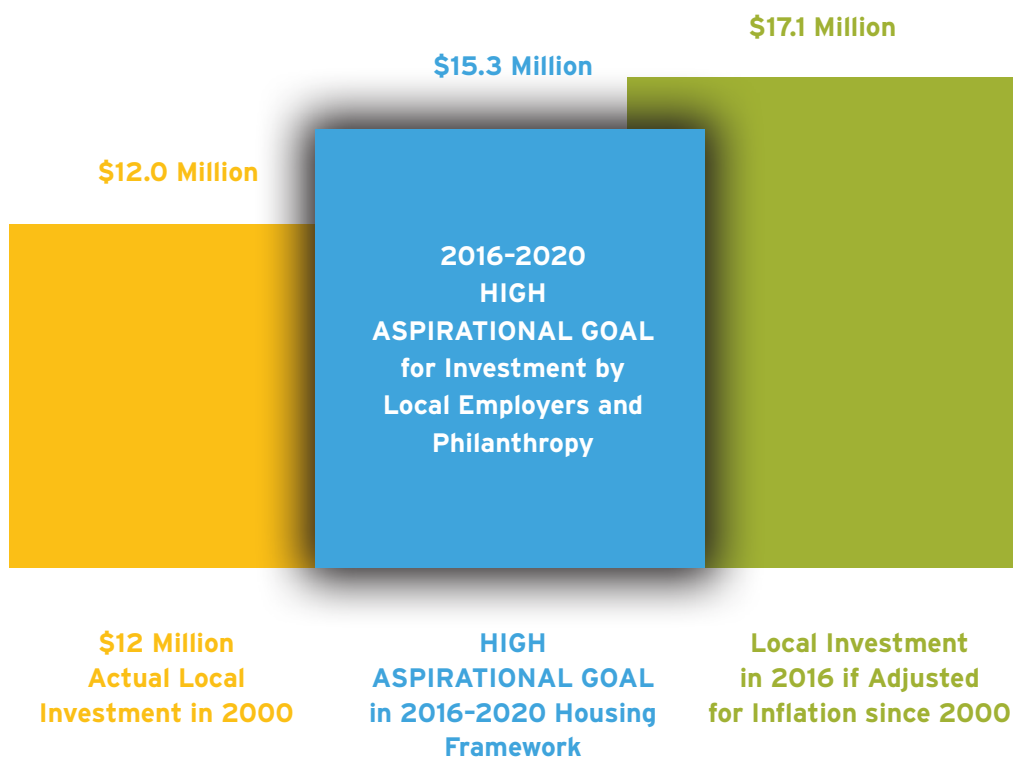 $12.0 Million
$15.3 Million
$17.1 Million
2016-2020
HIGH
ASPIRATIONAL GOAL
for Investment by
Local Employers and
Philanthropy
$12 Million
Actual Local
Investment in 2000
HIGH
ASPIRATIONAL GOAL
in 2016-2020 Housing
Framework
Local Investment
in 2016 if Adjusted
for Inflation since 2000